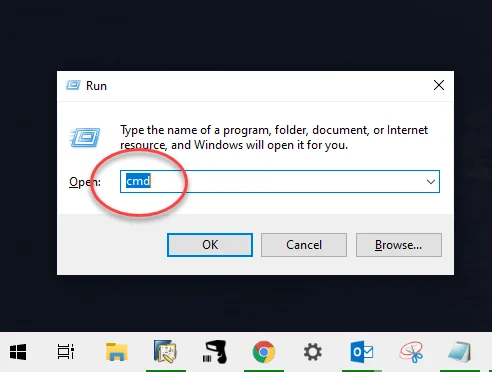 Run
Type the name of a program, folder, document, or Internet
resource, and Windows will open it for you.
Open: cmd
OK Cancel Browse...